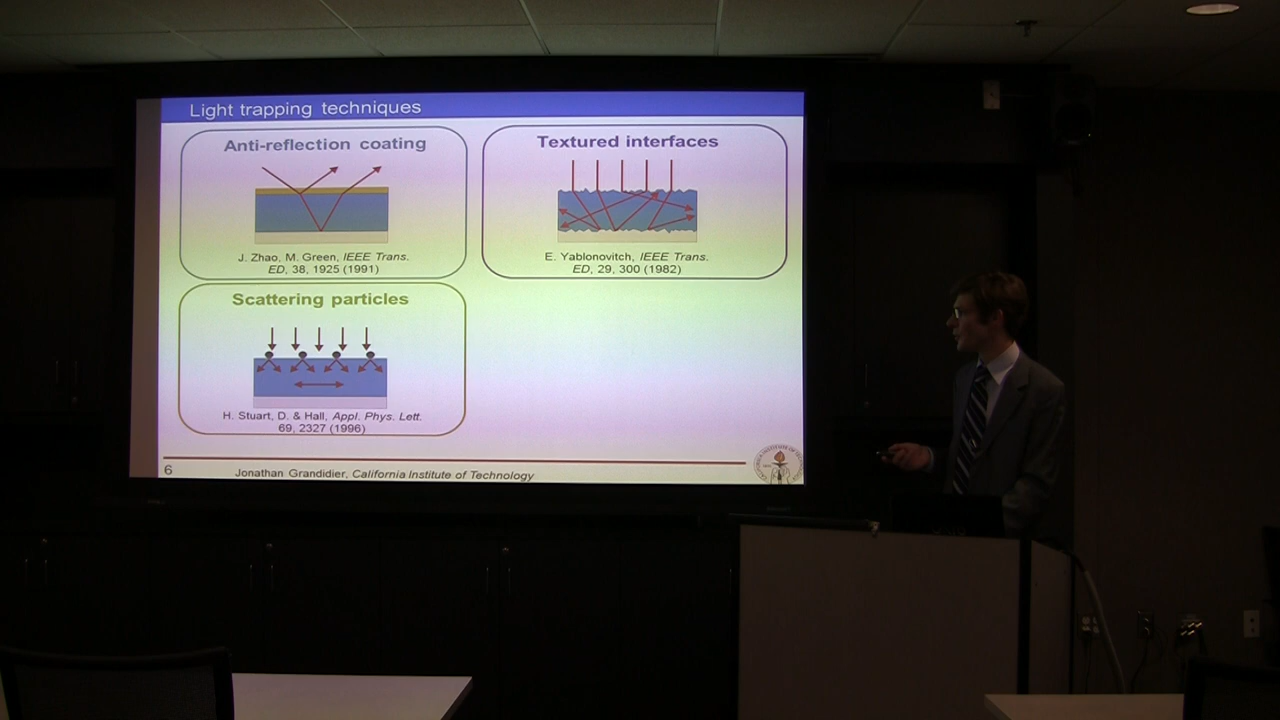 Light trapping techniques
Anti-reflection coating
J. Zhao, M. Green, IEEE Trans.
ED, 38, 1925 (1991)
Textured interfaces
E. Yablonovitch, IEEE Trans.
ED, 29, 300 (1982)
Scattering particles
H. Stuart, D. & Hall, Appl. Phys. Lett.
69, 2327 (1996)
6
Jonathan Grandidier, California Institute of Technology